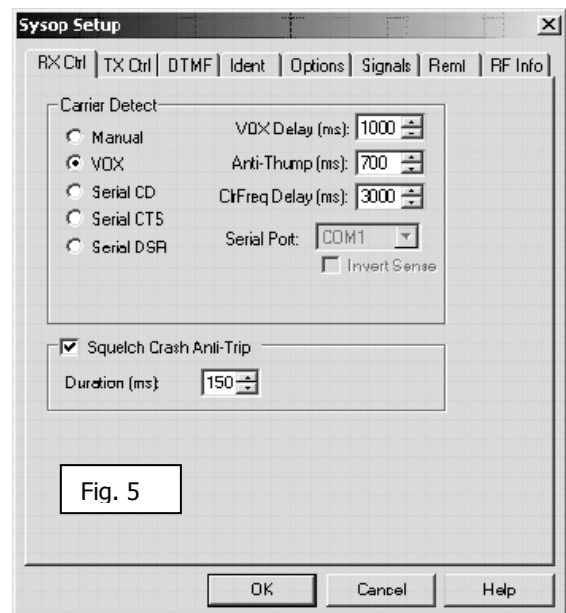 Sysop Setup
RX Ctrl TX Ctrl DTMF Ident Options Signals Reml RF Info
Carrier Detect
Manual
VOX
Serial CD
Serial CTS
Serial DSR
VOX Delay (ms): 1000
Anti-Thump (ms): 700
ClrFreq Delay (ms): 3000
Serial Port: COM1
Invert Sense
Squelch Crash Anti-Trip
Duration (ms): 150
Fig. 5
OK Cancel Help